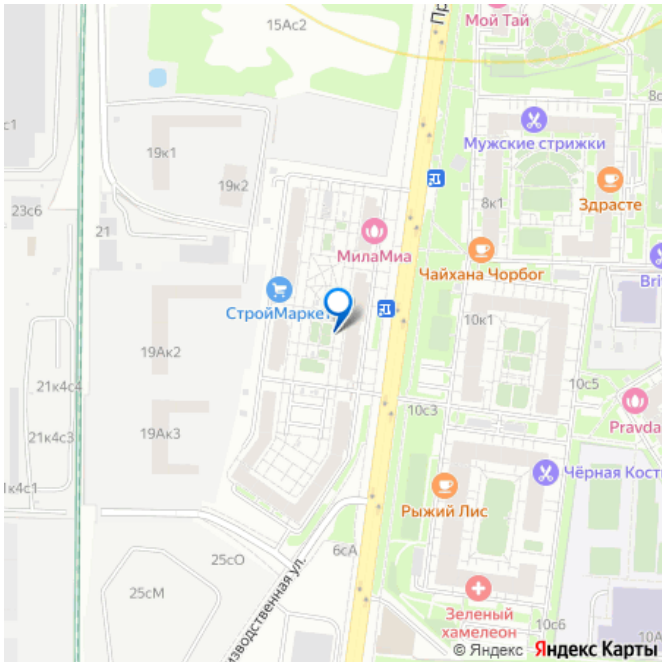 15Ас2
Пр
Мой Тай
8с
с1
19к1
Мужские стрижки
19к2
Здрасте
8к1
23с6
21
МилаМиа
Чайхана Чорбог
Bri
СтройМаркет
10к1
19Ак2
21к4с4
10с5
10с3
Pravda
21к4с3
19Ак3
Чёрная Кост
1к4с1
Рыжий Лис
6сА
25сО
25сМ
изводственная ул.
Зеленый
хамелеон
10с6
10А
© Яндекс Яндекс Карты